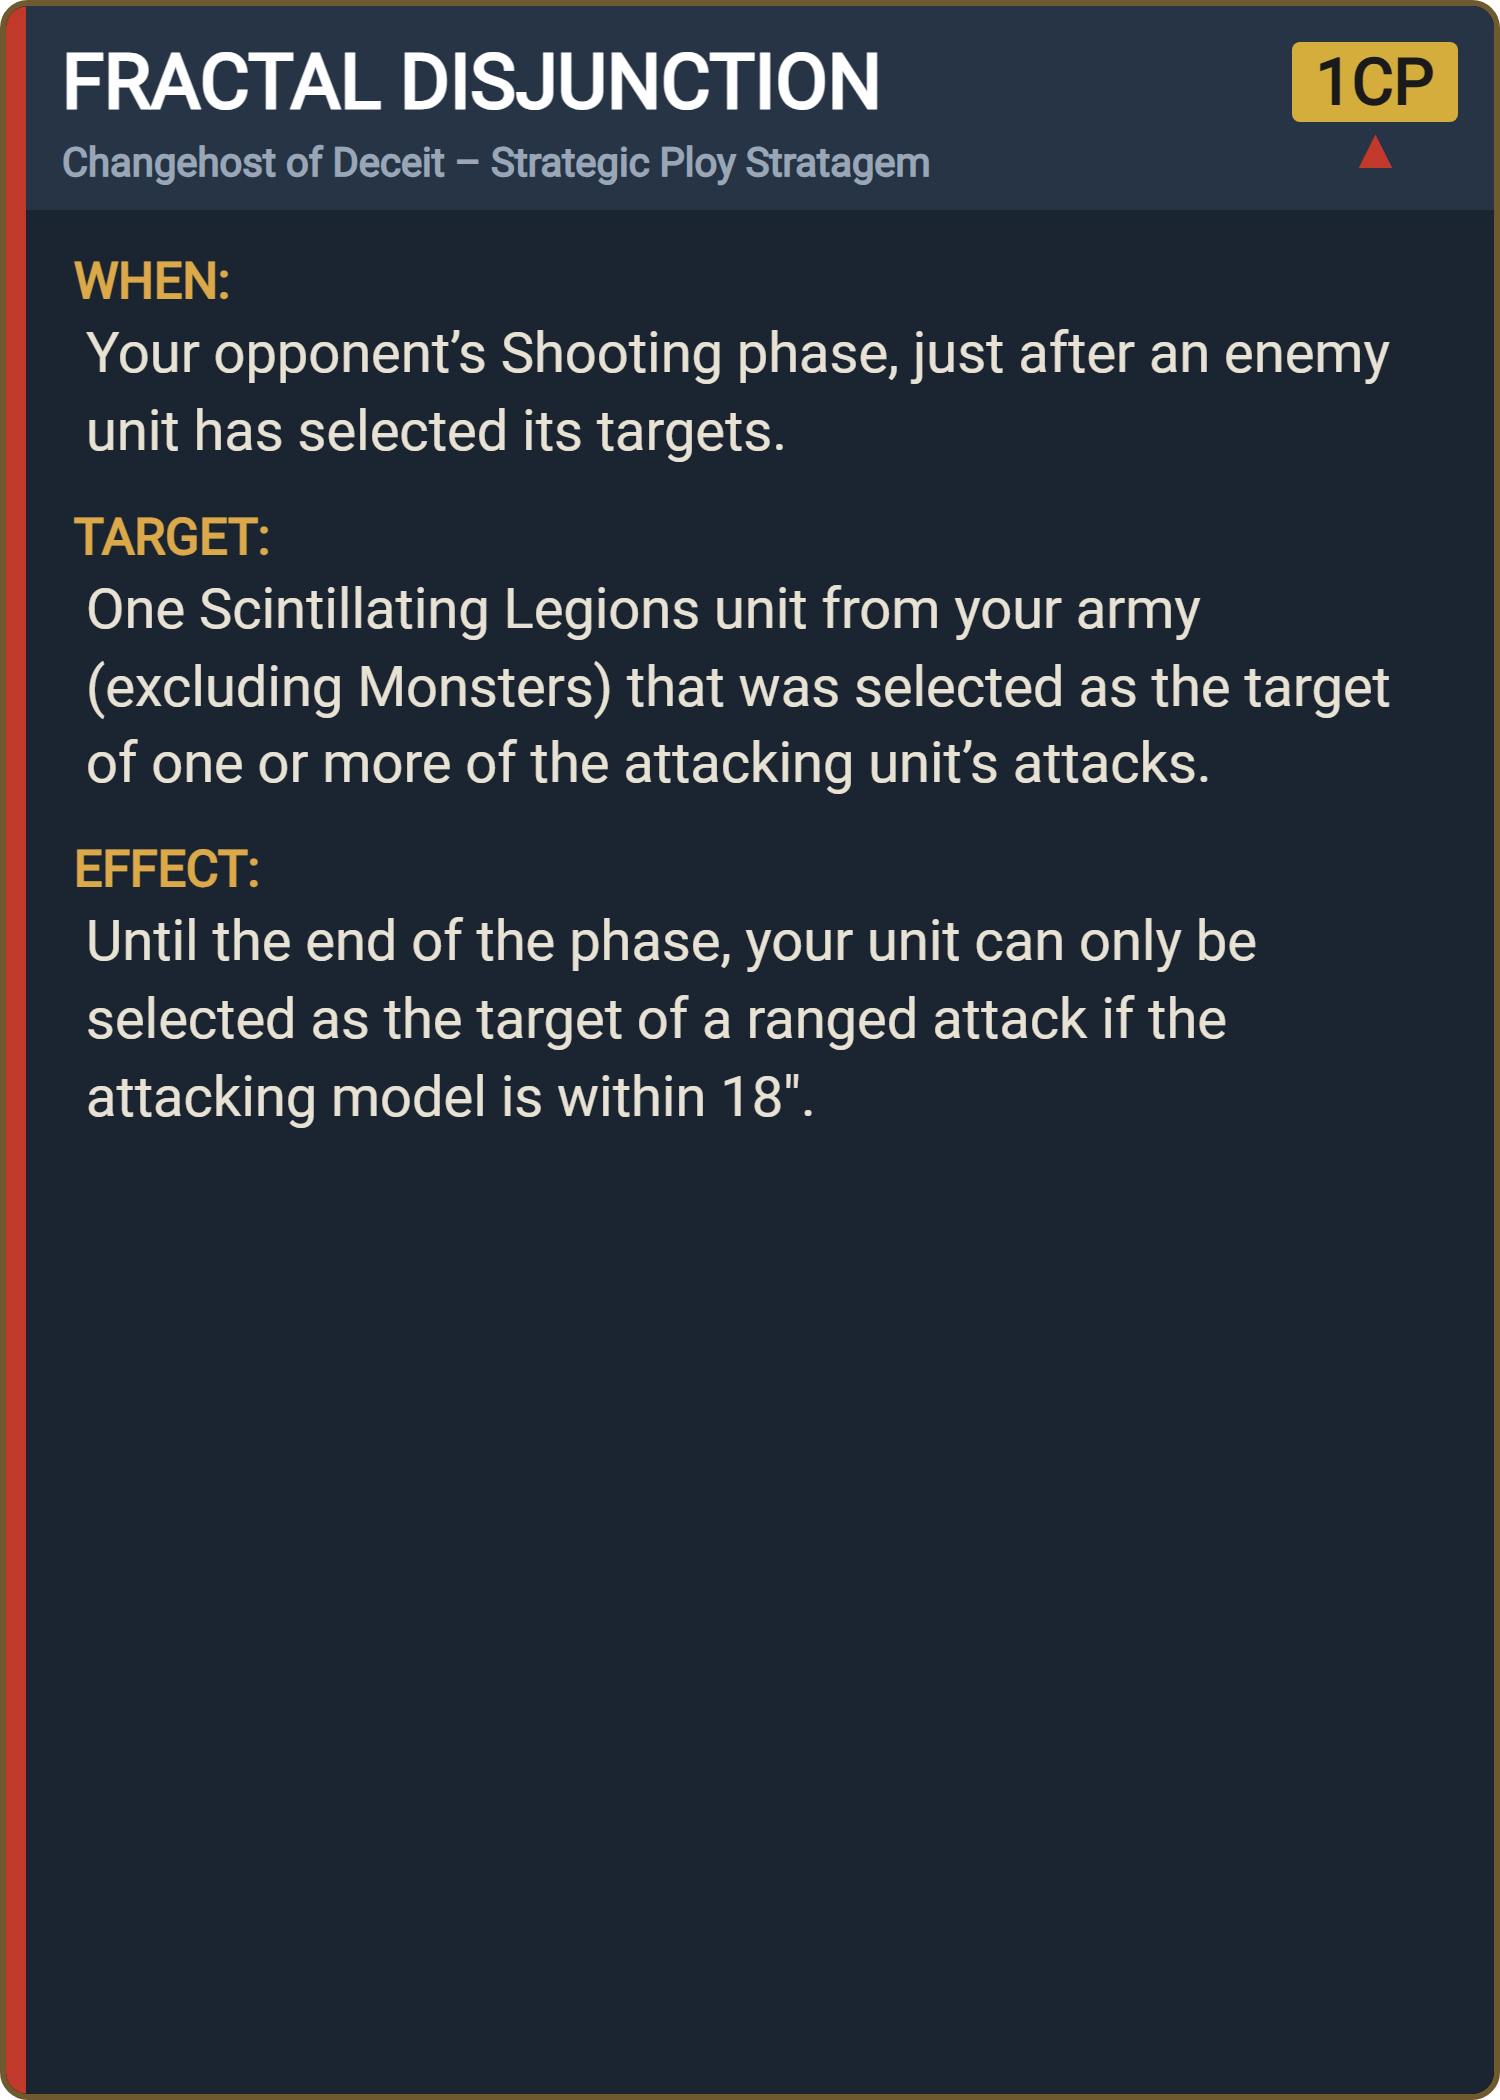 FRACTAL DISJUNCTION
1CP
Changehost of Deceit – Strategic Ploy Stratagem
WHEN:
Your opponent’s Shooting phase, just after an enemy
unit has selected its targets.
TARGET:
One Scintillating Legions unit from your army
(excluding Monsters) that was selected as the target
of one or more of the attacking unit’s attacks.
EFFECT:
Until the end of the phase, your unit can only be
selected as the target of a ranged attack if the
attacking model is within 18".